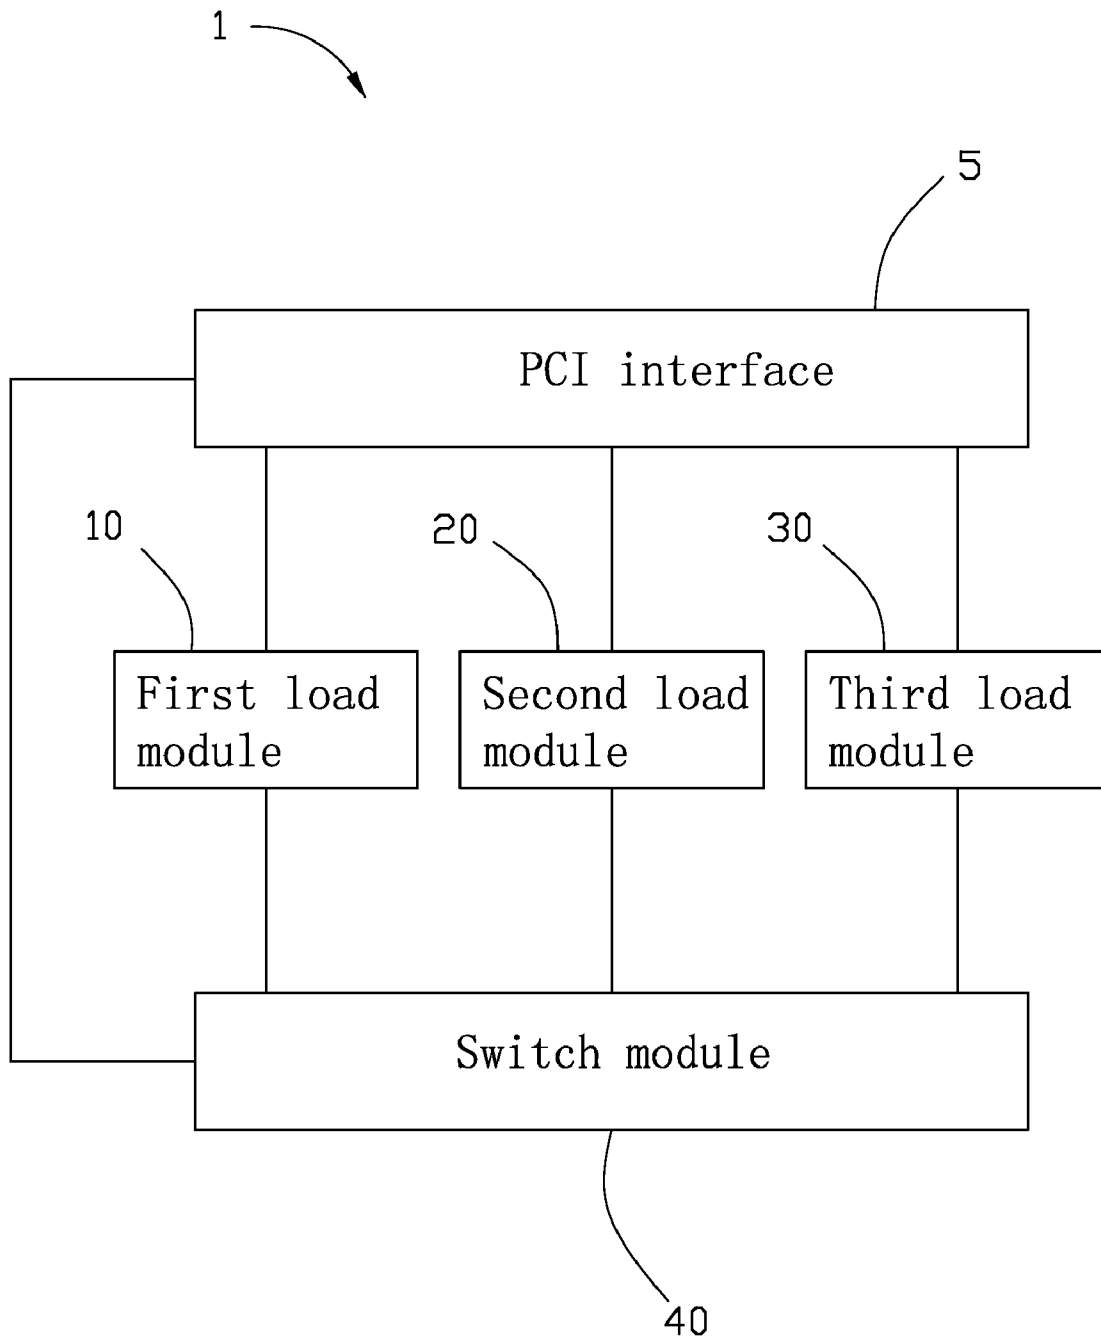 1
5
PCI interface
10
20
30
First load
module
Second load
module
Third load
module
Switch module
40